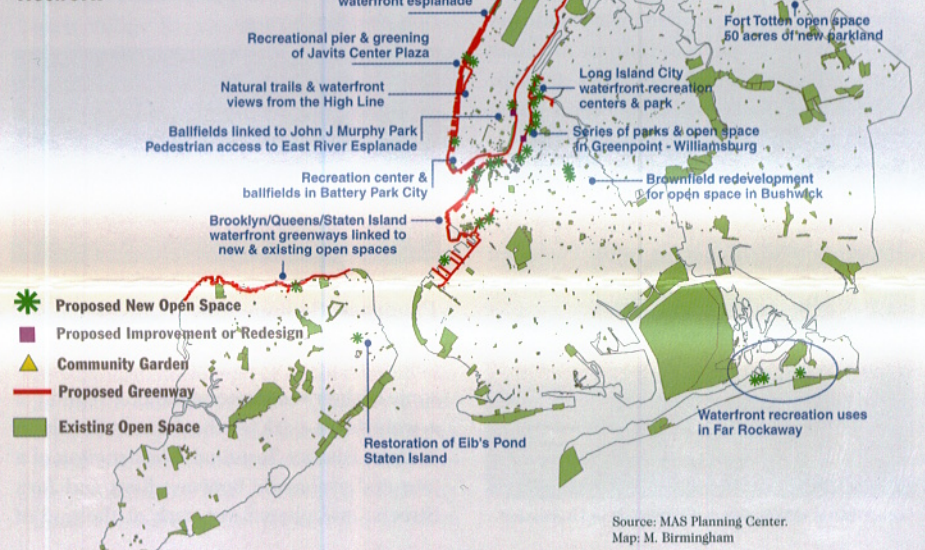 waterfront esplanade
Fort Totten open space
50 acres of new parkland
Recreational pier & greening
of Javits Center Plaza
Long Island City
waterfront recreation
centers & park
Natural trails & waterfront
views from the High Line
Ballfields linked to John J Murphy Park
Pedestrian access to East River Esplanade
Series of parks & open space
in Greenpoint - Williamsburg
Recreation center &
ballfields in Battery Park City
Brownfield redevelopment
for open space in Bushwick
Brooklyn/Queens/Staten Island
waterfront greenways linked to
new & existing open spaces
Proposed New Open Space
Proposed Improvement or Redesign
Community Garden
Proposed Greenway
Existing Open Space
Waterfront recreation uses
in Far Rockaway
Restoration of Eib's Pond
Staten Island
Source: MAS Planning Center.
Map: M. Birmingham